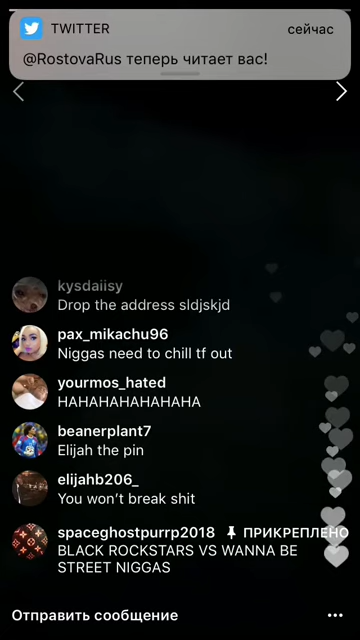 TWITTER
сейчас
@RostovaRus теперь читает вас!
kysdaiisy
Drop the address sldjskjd
pax_mikachu96
Niggas need to chill tf out
yourmos_hated
HAHAHAHAHAHAHA
beanerplant7
Elijah the pin
elijahb206_
You won’t break shit
spaceghostpurrp2018 ПРИКРЕПЛЕНО
BLACK ROCKSTARS VS WANNA BE
STREET NIGGAS
Отправить сообщение